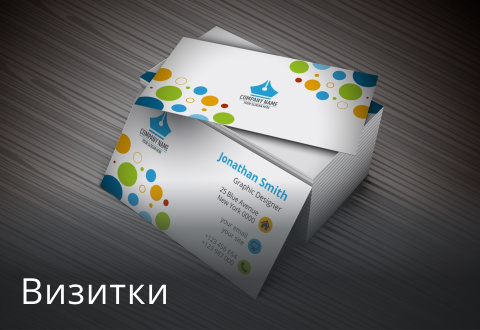 COMPANY NAME
COMPANY NAME
Jonathan Smith
Graphic Designer
25 Blue Avenue
New York 0000
your email
your site
Визитки